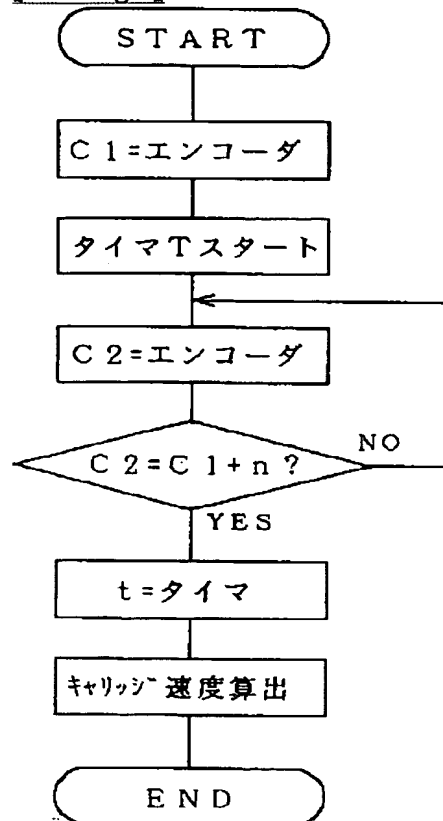 START
C1=エンコーダ
タイマTスタート
C2=エンコーダ
C2=C1+n?
NO
YES
t=タイマ
キャリッジ速度算出
END